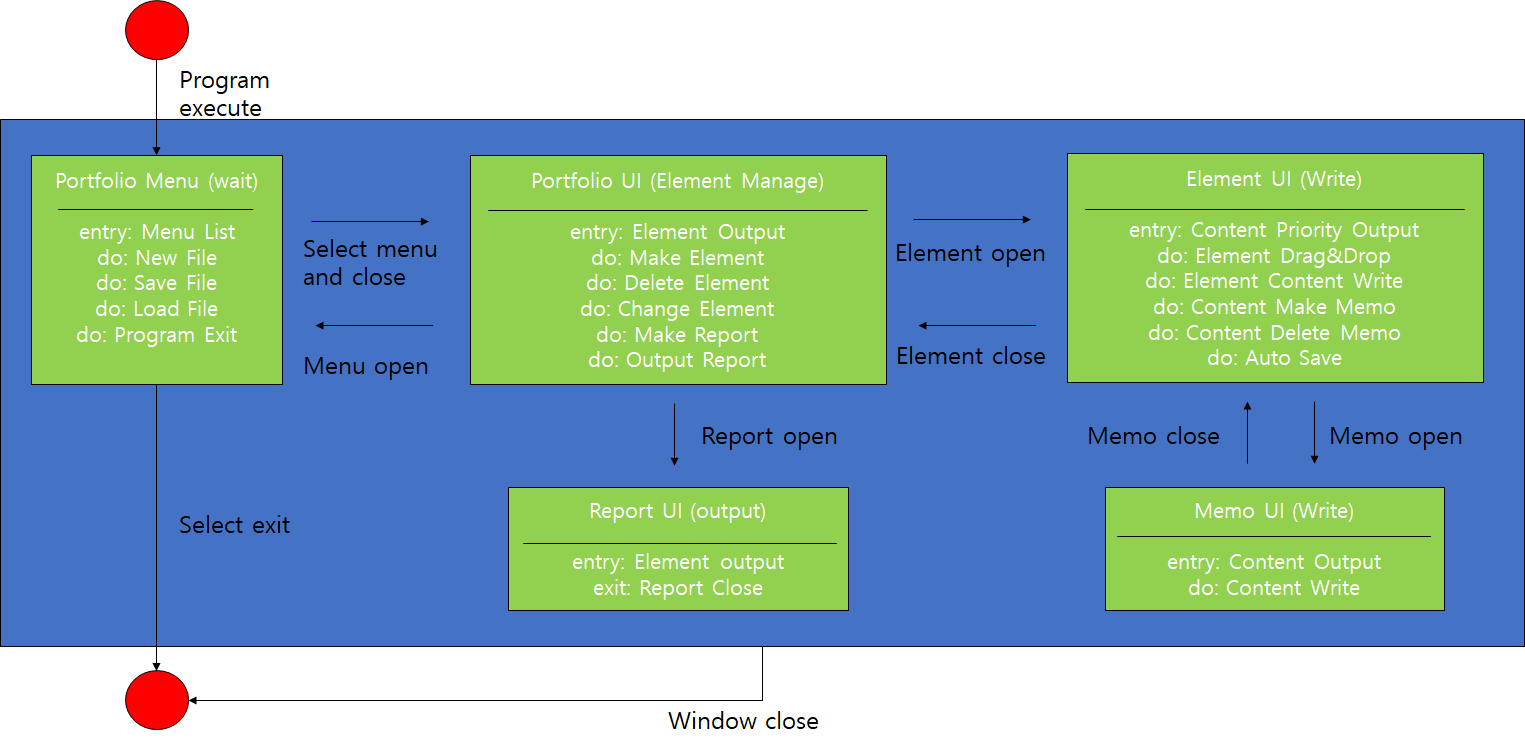 Program
execute
Portfolio Menu (wait)
entry: Menu List
do: New File
do: Save File
do: Load File
do: Program Exit
Select menu
and close
Menu open
Portfolio UI (Element Manage)
entry: Element Output
do: Make Element
do: Delete Element
do: Change Element
do: Make Report
do: Output Report
Element open
Element close
Element UI (Write)
entry: Content Priority Output
do: Element Drag&Drop
do: Element Content Write
do: Content Make Memo
do: Content Delete Memo
do: Auto Save
Report open
Memo close
Memo open
Select exit
Report UI (output)
entry: Element output
exit: Report Close
Memo UI (Write)
entry: Content Output
do: Content Write
Window close